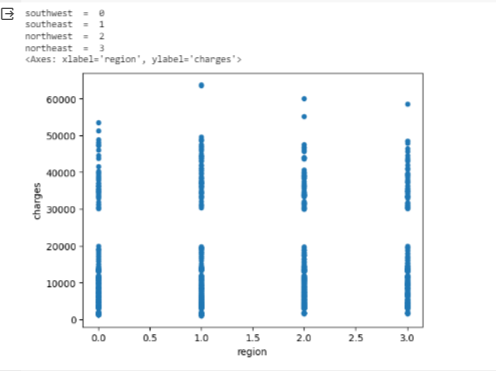 southwest = 0
southeast = 1
northwest = 2
northeast = 3
<Axes: xlabel='region', ylabel='charges'>
60000
50000
40000
30000
20000
10000
0
charges
0.0 0.5 1.0 1.5 2.0 2.5 3.0
region